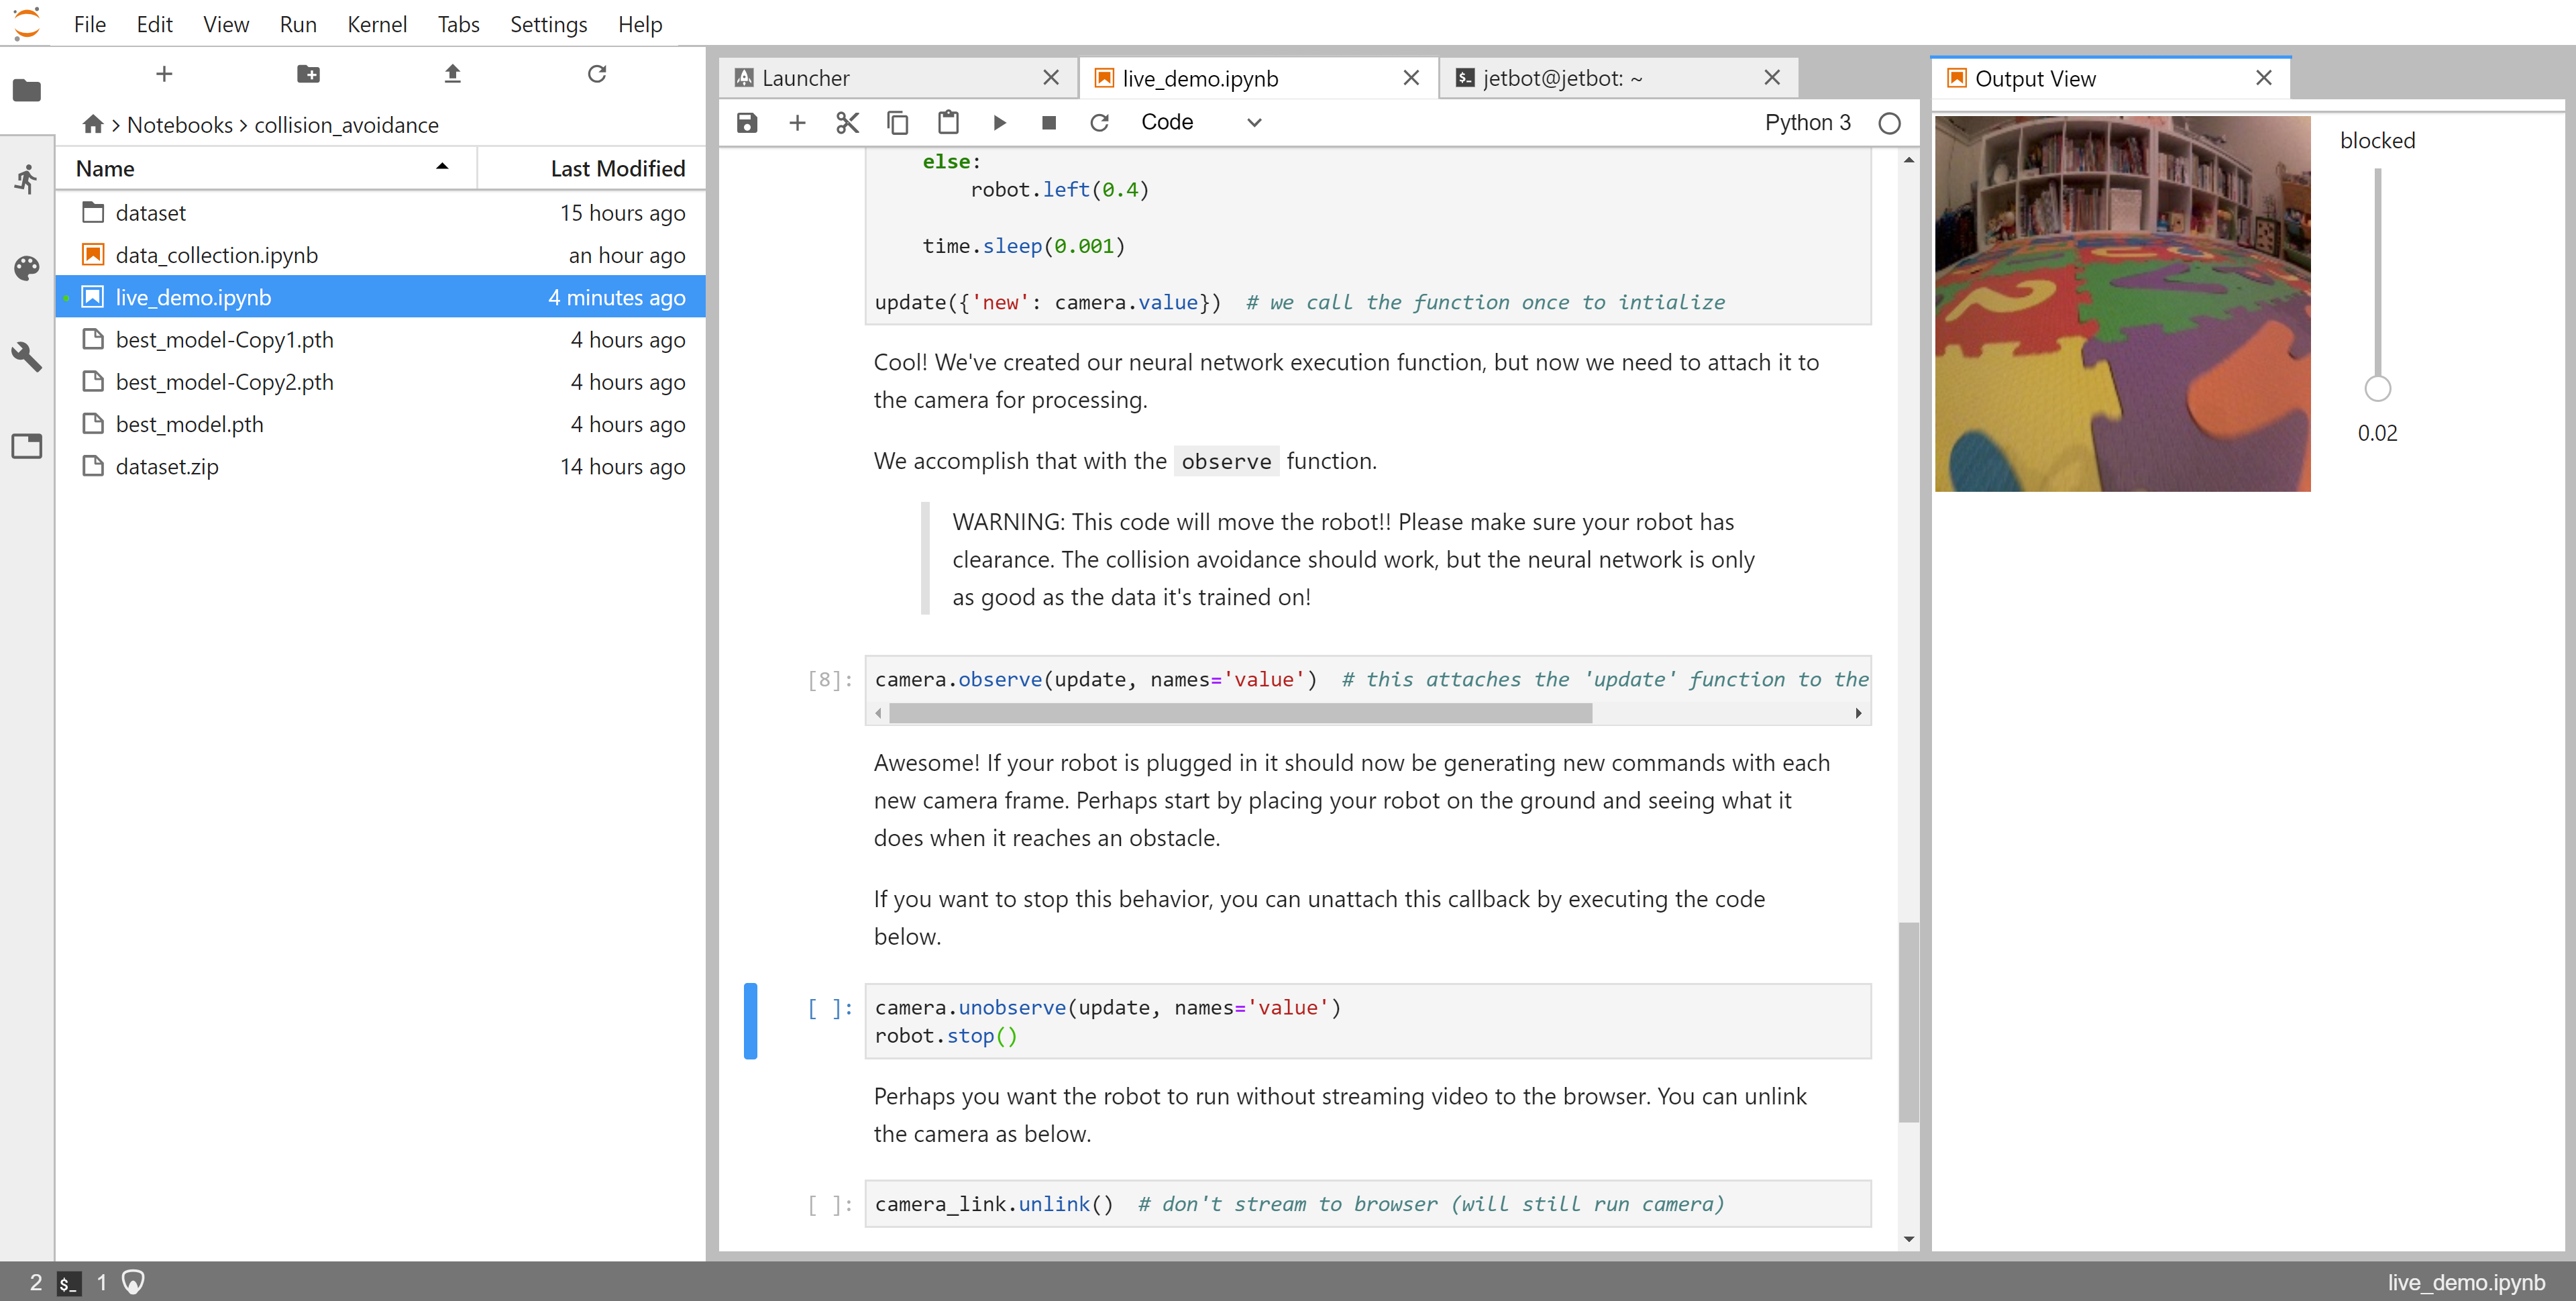 File Edit View Run Kernel Tabs Settings Help
Notebooks > collision_avoidance
Name Last Modified
dataset 15 hours ago
data_collection.ipynb an hour ago
live_demo.ipynb 4 minutes ago
best_model-Copy1.pth 4 hours ago
best_model-Copy2.pth 4 hours ago
best_model.pth 4 hours ago
dataset.zip 14 hours ago
Launcher live_demo.ipynb jetbot@jetbot: ~
Code Python 3
else:
robot.left(0.4)
time.sleep(0.001)
update({'new': camera.value})  # we call the function once to intialize
Cool! We've created our neural network execution function, but now we need to attach it to
the camera for processing.
We accomplish that with the observe function.
WARNING: This code will move the robot!! Please make sure your robot has
clearance. The collision avoidance should work, but the neural network is only
as good as the data it's trained on!
[8]: camera.observe(update, names='value')  # this attaches the 'update' function to the
Awesome! If your robot is plugged in it should now be generating new commands with each
new camera frame. Perhaps start by placing your robot on the ground and seeing what it
does when it reaches an obstacle.
If you want to stop this behavior, you can unattach this callback by executing the code
below.
[ ]: camera.unobserve(update, names='value')
robot.stop()
Perhaps you want the robot to run without streaming video to the browser. You can unlink
the camera as below.
[ ]: camera_link.unlink()  # don't stream to browser (will still run camera)
Output View
blocked
0.02
2 $_ 1
live_demo.ipynb